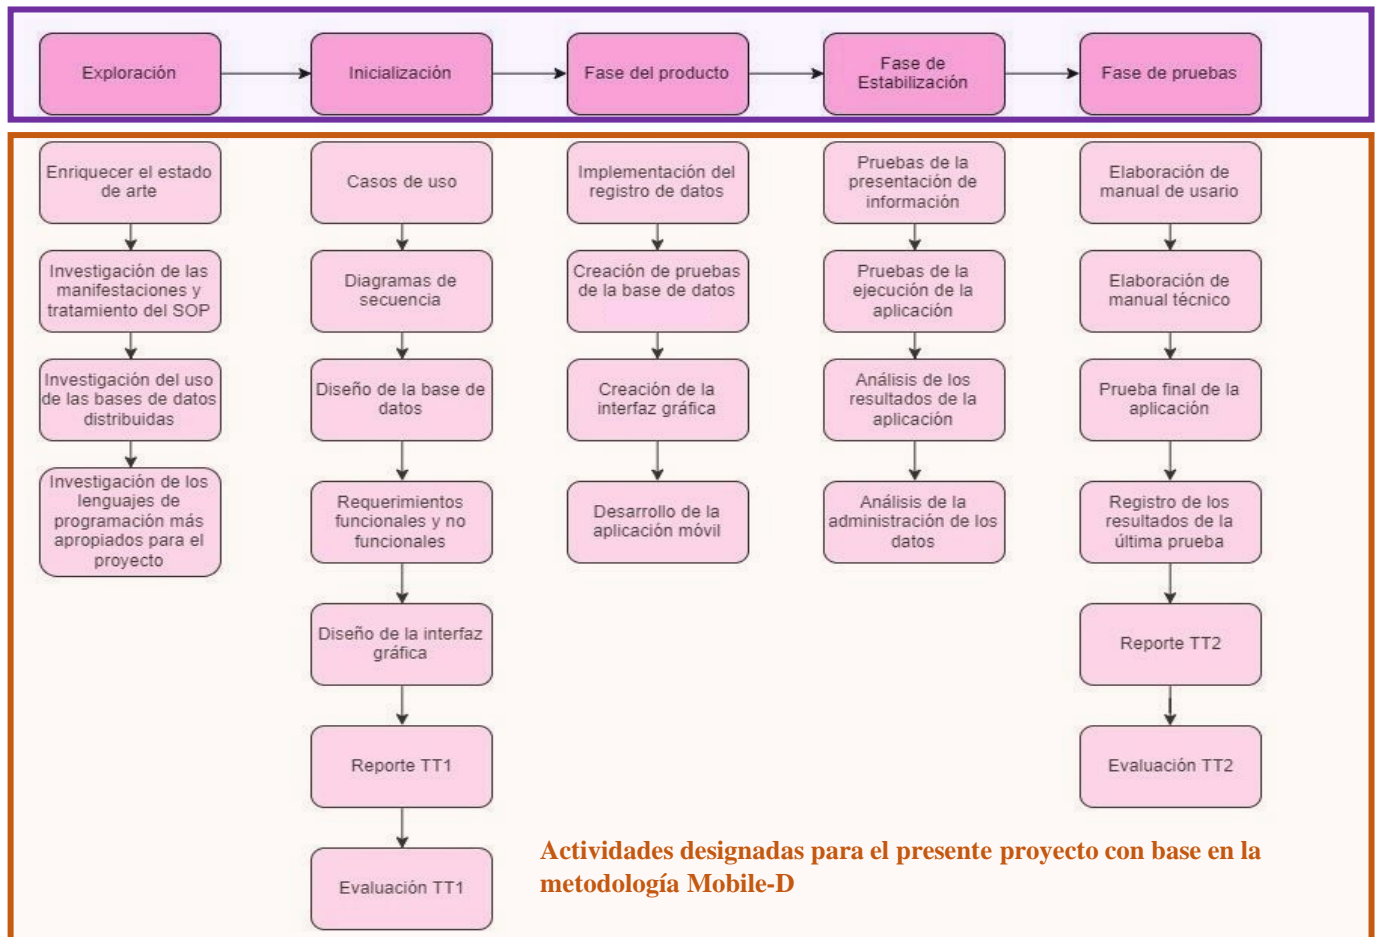 Exploración
Inicialización
Fase del producto
Fase de
Estabilización
Fase de pruebas
Enriquecer el estado
de arte
Investigación de las
manifestaciones y
tratamiento del SOP
Investigación del uso
de las bases de datos
distribuidas
Investigación de los
lenguajes de
programación más
apropiados para el
proyecto
Casos de uso
Diagramas de
secuencia
Diseño de la base de
datos
Requerimientos
funcionales y no
funcionales
Diseño de la interfaz
gráfica
Reporte TT1
Evaluación TT1
Implementación del
registro de datos
Creación de pruebas
de la base de datos
Creación de la
interfaz gráfica
Desarrollo de la
aplicación móvil
Pruebas de la
presentación de
información
Pruebas de la
ejecución de la
aplicación
Análisis de los
resultados de la
aplicación
Análisis de la
administración de los
datos
Elaboración de
manual de usario
Elaboración de
manual técnico
Prueba final de la
aplicación
Registro de los
resultados de la
última prueba
Reporte TT2
Evaluación TT2
Actividades designadas para el presente proyecto con base en la
metodología Mobile-D